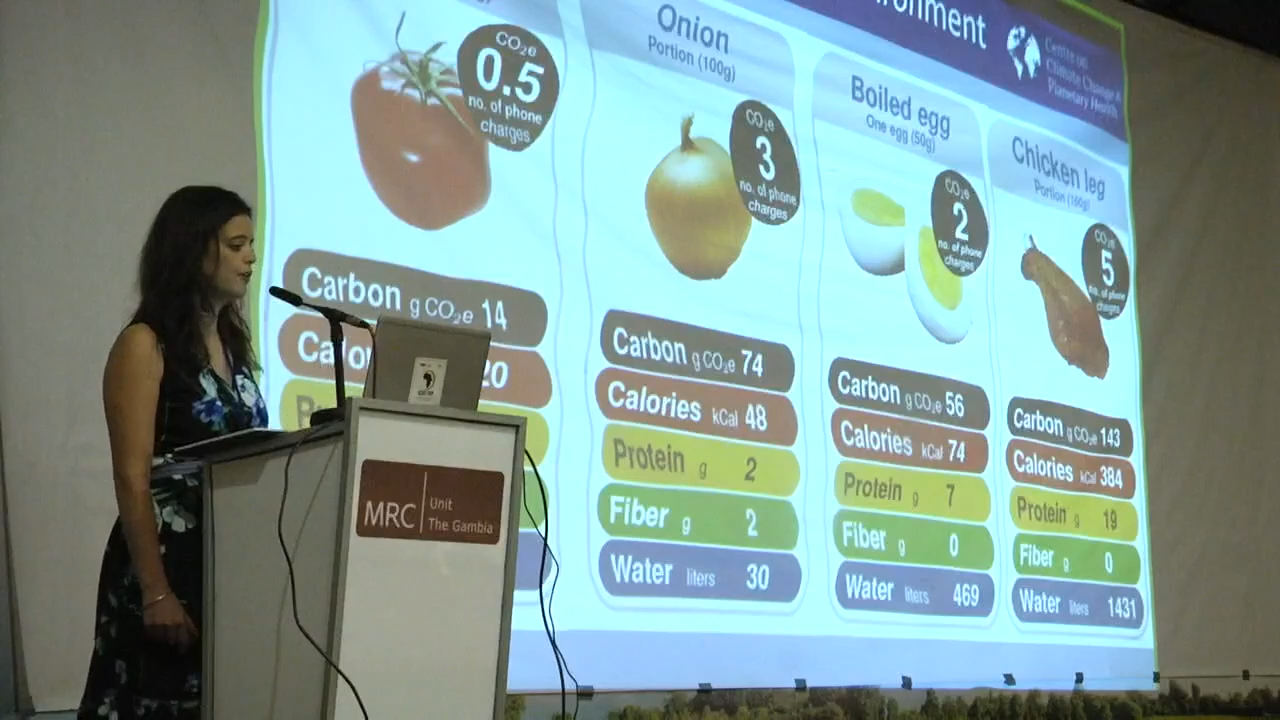 ironment
Centre on
Climate Change &
Planetary Health
CO₂e
0.5
no. of phone
charges
Carbon g CO₂e 14
Calo
20
Onion
Portion (100g)
CO₂e
3
no. of phone
charges
Carbon g CO₂e 74
Calories kCal 48
Protein g 2
Fiber g 2
Water liters 30
Boiled egg
One egg (50g)
CO₂e
2
no. of phone
charges
Carbon g CO₂e 56
Calories kCal 74
Protein g 7
Fiber g 0
Water liters 469
Chicken leg
Portion (160g)
CO₂e
5
no. of phone
charges
Carbon g CO₂e 143
Calories kCal 384
Protein g 19
Fiber g 0
Water liters 1431
MRC
Unit
The Gambia